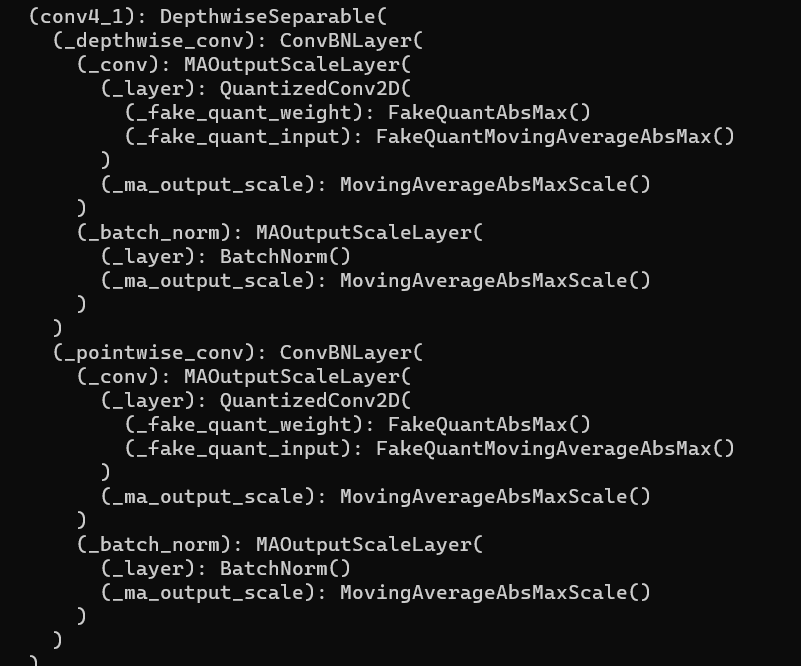 (conv4_1): DepthwiseSeparable(
  (_depthwise_conv): ConvBNLayer(
    (_conv): MAOutputScaleLayer(
      (_layer): QuantizedConv2D(
        (_fake_quant_weight): FakeQuantAbsMax()
        (_fake_quant_input): FakeQuantMovingAverageAbsMax()
      )
      (_ma_output_scale): MovingAverageAbsMaxScale()
    )
    (_batch_norm): MAOutputScaleLayer(
      (_layer): BatchNorm()
      (_ma_output_scale): MovingAverageAbsMaxScale()
    )
  )
  (_pointwise_conv): ConvBNLayer(
    (_conv): MAOutputScaleLayer(
      (_layer): QuantizedConv2D(
        (_fake_quant_weight): FakeQuantAbsMax()
        (_fake_quant_input): FakeQuantMovingAverageAbsMax()
      )
      (_ma_output_scale): MovingAverageAbsMaxScale()
    )
    (_batch_norm): MAOutputScaleLayer(
      (_layer): BatchNorm()
      (_ma_output_scale): MovingAverageAbsMaxScale()
    )
  )
)